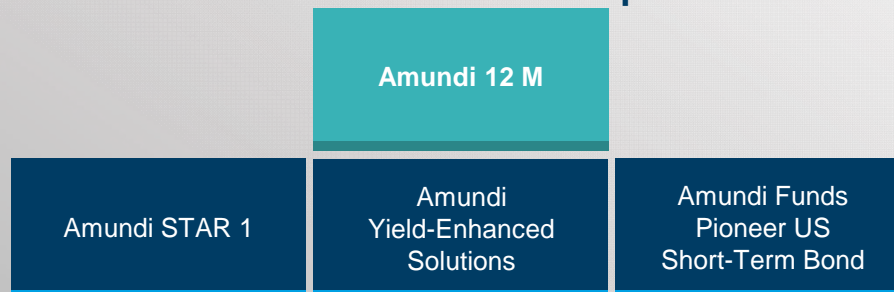 Amundi 12 M
Amundi STAR 1
Amundi
Yield-Enhanced
Solutions
Amundi Funds
Pioneer US
Short-Term Bond